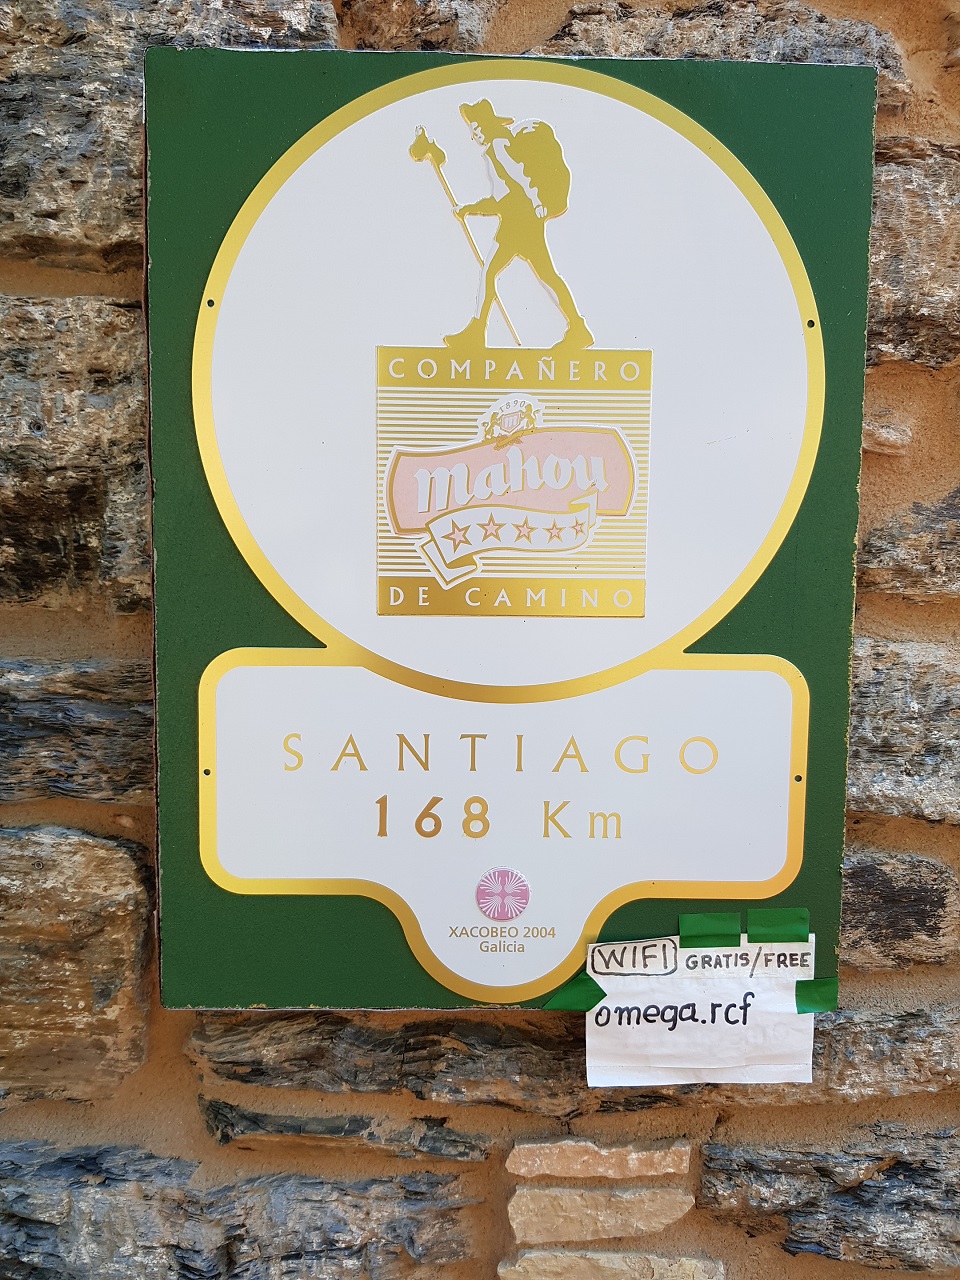 COMPAÑERO
1890
mahou
DE CAMINO
SANTIAGO
168 Km
XACOBEO 2004
Galicia
WIFI GRATIS/FREE
omega.rcf